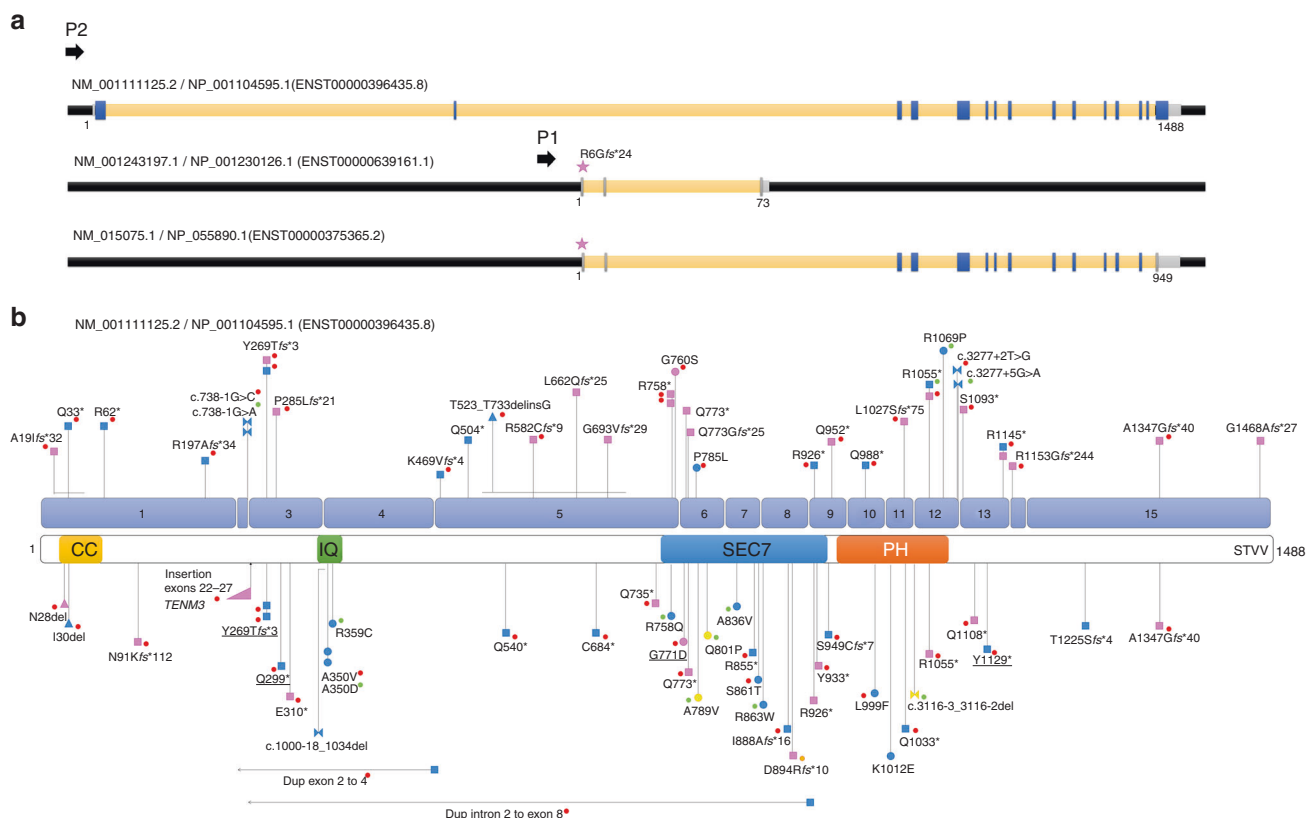 a
P2
NM_001111125.2 / NP_001104595.1(ENST00000396435.8)
1
1488
P1
NM_001243197.1 / NP_001230126.1 (ENST00000639161.1)
R6Gfs*24
1
73
NM_015075.1 / NP_055890.1(ENST00000375365.2)
1
949
b
NM_001111125.2 / NP_001104595.1 (ENST00000396435.8)
A19Ifs*32
Q33*
R62*
R197Afs*34
c.738-1G>C
c.738-1G>A
Y269Tfs*3
P285Lfs*21
K469Vfs*4
Q504*
T523_T733delinsG
R582Cfs*9
L662Qfs*25
G693Vfs*29
R758*
G760S
Q773*
Q773Gfs*25
P785L
R926*
Q952*
Q988*
L1027Sfs*75
R1055*
R1069P
c.3277+2T>G
c.3277+5G>A
S1093*
R1145*
R1153Gfs*244
A1347Gfs*40
G1468Afs*27
1
3
4
5
6
7
8
9
10
11
12
13
15
1
CC
IQ
SEC7
PH
STVV
1488
N28del
I30del
N91Kfs*112
Insertion
exons 22–27
TENM3
Y269Tfs*3
Q299*
E310*
c.1000-18_1034del
A350V
A350D
R359C
Q540*
C684*
Q735*
R758Q
G771D
Q773*
A789V
Q801P
A836V
R855*
S861T
R863W
I888Afs*16
D894Rfs*10
R926*
Y933*
S949Cfs*7
L999F
K1012E
Q1033*
c.3116-3_3116-2del
R1055*
Q1108*
Y1129*
T1225Sfs*4
A1347Gfs*40
Dup exon 2 to 4
Dup intron 2 to exon 8